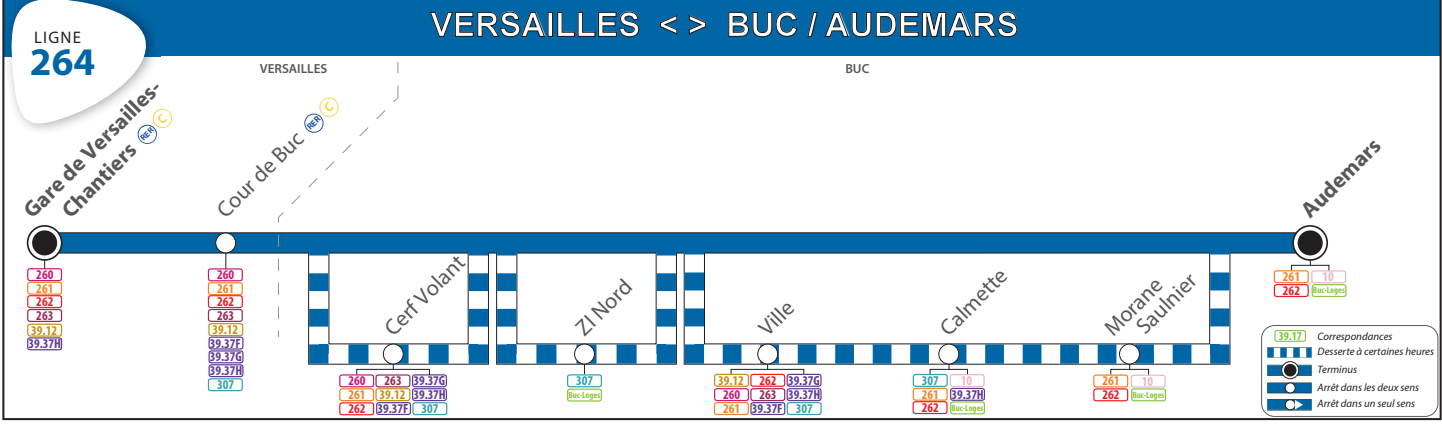 VERSAILLES < > BUC / AUDEMARS
LIGNE
264
VERSAILLES
BUC
Gare de Versailles-
Chantiers RER C
Cour de Buc RER C
Audemars
Cerf Volant
ZI Nord
Ville
Calmette
Morane
Saulnier
260
261
262
263
39.12
39.37H
260
261
262
263
39.12
39.37F
39.37G
39.37H
307
260 263 39.37G
261 39.12 39.37H
262 39.37F 307
307
Buc-Loges
39.12 262 39.37G
260 263 39.37H
261 39.37F 307
307 10
261 39.37H
262 Buc-Loges
261 10
262 Buc-Loges
261 10
262 Buc-Loges
39.17 Correspondances
Desserte à certaines heures
Terminus
Arrêt dans les deux sens
Arrêt dans un seul sens